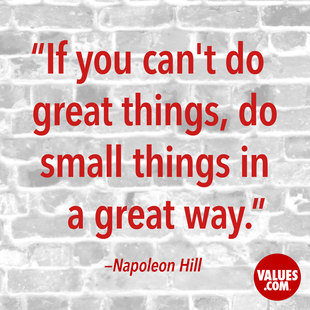 “If you can't do
great things, do
small things in
a great way.”
–Napoleon Hill
VALUES
.COM